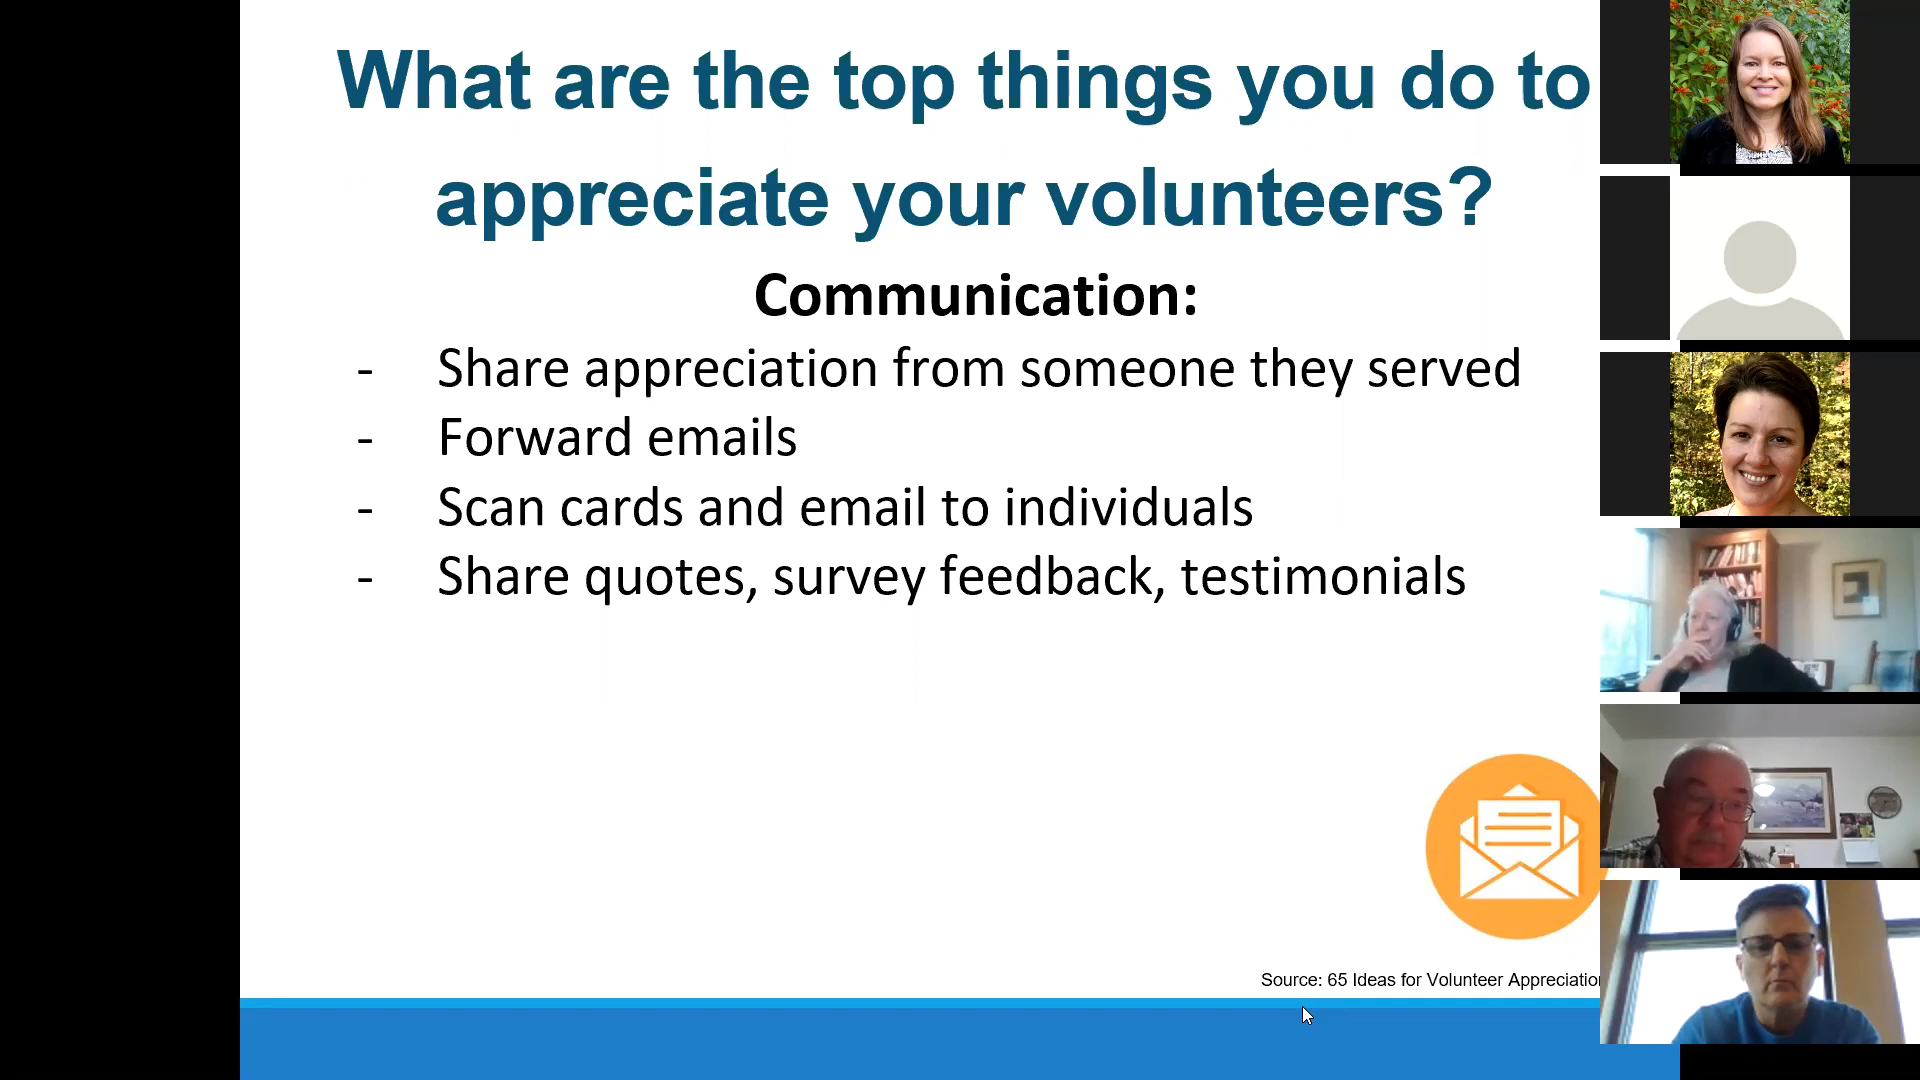 What are the top things you do to
appreciate your volunteers?
Communication:
- Share appreciation from someone they served
- Forward emails
- Scan cards and email to individuals
- Share quotes, survey feedback, testimonials
Source: 65 Ideas for Volunteer Appreciation